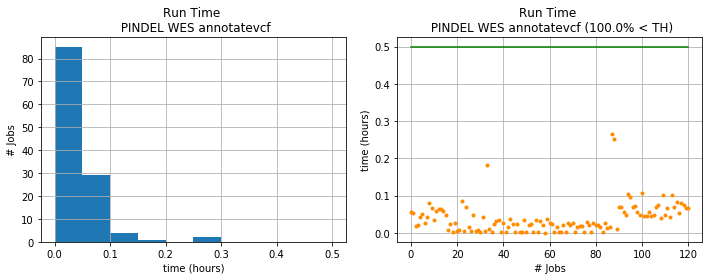 Run Time
PINDEL WES annotatevcf
# Jobs
80
70
60
50
40
30
20
10
0
0.0 0.1 0.2 0.3 0.4 0.5
time (hours)
Run Time
PINDEL WES annotatevcf (100.0% < TH)
time (hours)
0.5
0.4
0.3
0.2
0.1
0.0
0 20 40 60 80 100 120
# Jobs